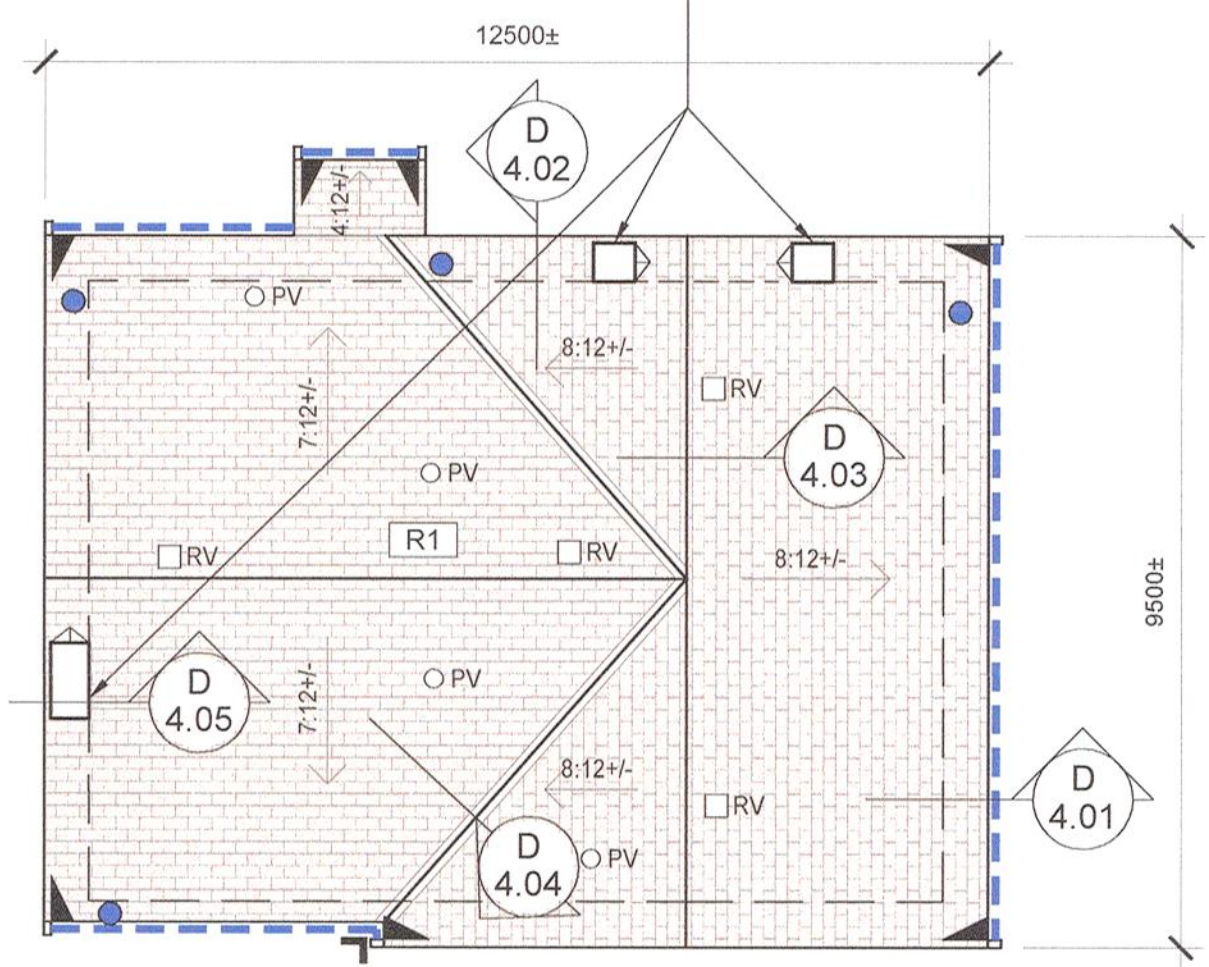 12500±
D
4.02
4:12+/-
PV
8:12+/-
7:12+/-
RV
D
4.03
PV
R1
RV
RV
8:12+/-
9500±
D
4.05
7:12+/-
PV
8:12+/-
RV
D
4.01
D
4.04
PV